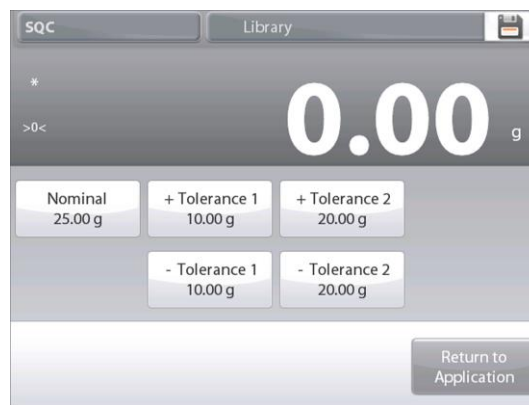 SQC
Library
*
>0<
0.00 g
Nominal
25.00 g
+ Tolerance 1
10.00 g
+ Tolerance 2
20.00 g
- Tolerance 1
10.00 g
- Tolerance 2
20.00 g
Return to
Application